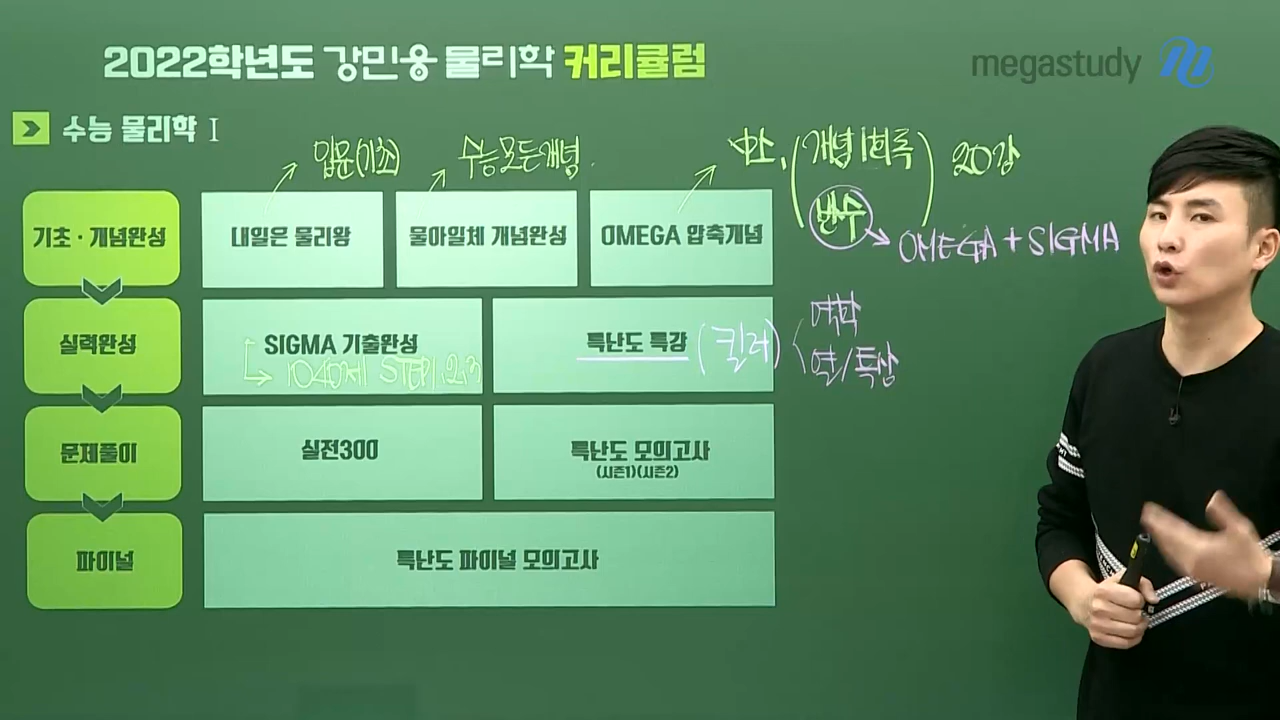 2022학년도 강민웅 물리학 커리큘럼
megastudy
수능 물리학 I
입문(기초)
수능모든개념.
(개념1회독) 20강
반수
OMEGA + SIGMA
기초·개념완성
내일은 물리왕
물아일체 개념완성
OMEGA 압축개념
실력완성
SIGMA 기출완성
1040제 STEP1.2.3
특난도 특강 (킬러)
역학
연/특상
문제풀이
실전300
특난도 모의고사
(시즌1)(시즌2)
파이널
특난도 파이널 모의고사